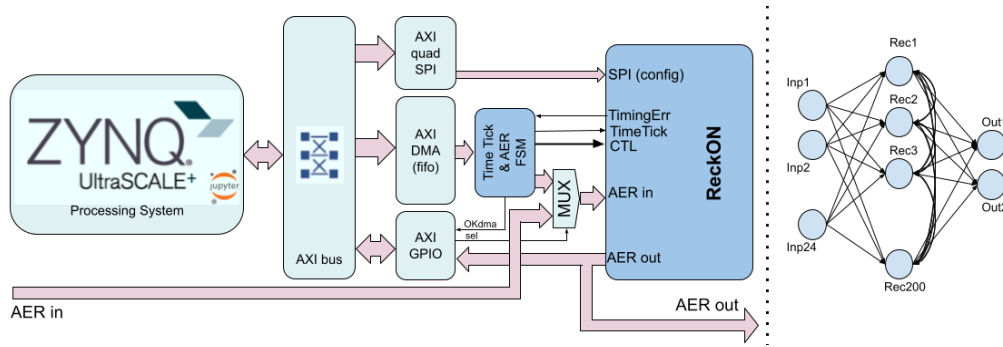 ZYNQ
UltraSCALE+
jupyter
Processing System
AXI bus
AXI
quad
SPI
AXI
DMA
(fifo)
AXI
GPIO
Time Tick
& AER
FSM
OKdma
sel
MUX
SPI (config)
TimingErr
TimeTick
CTL
AER in
AER out
ReckON
AER in
AER out
Inp1
Inp2
Inp24
Rec1
Rec2
Rec3
Rec200
Out1
Out2